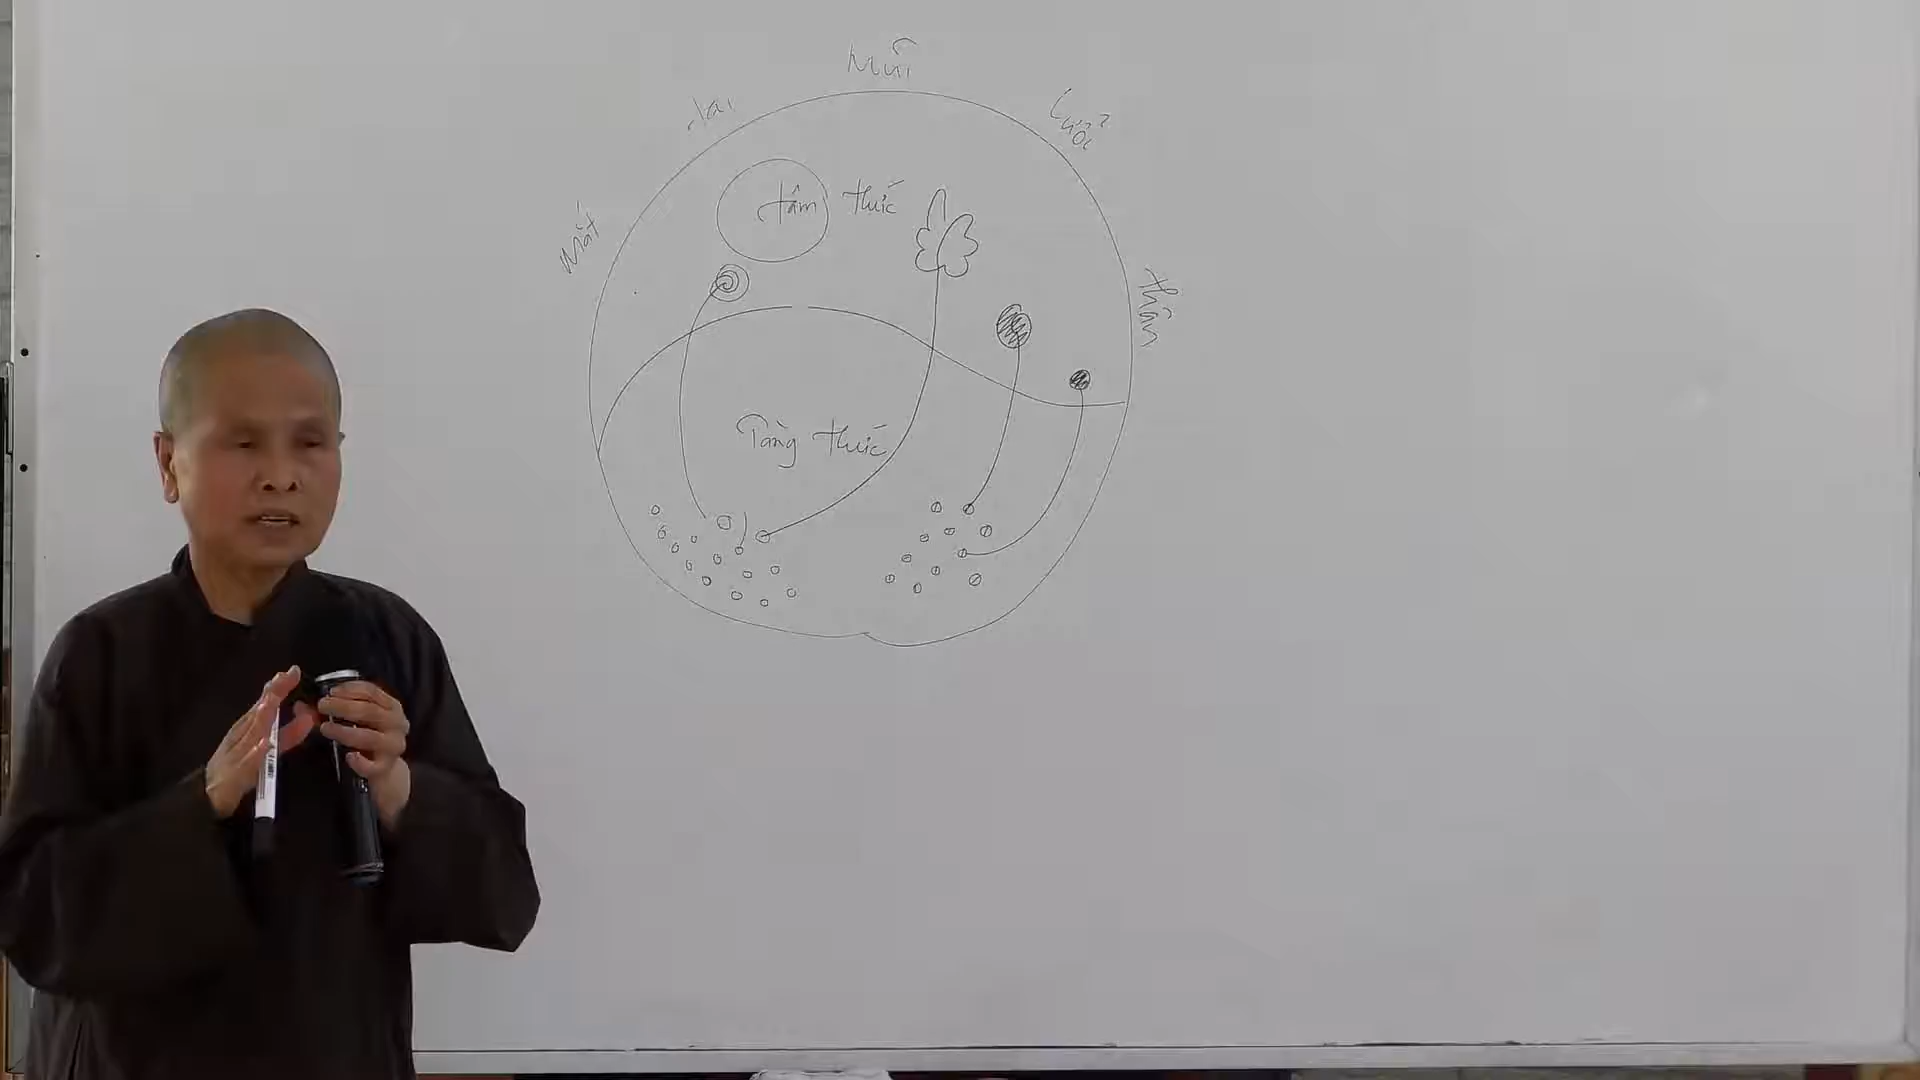 Mũi
Tai
Lưỡi
Mắt
tâm thức
thân
Tàng thức